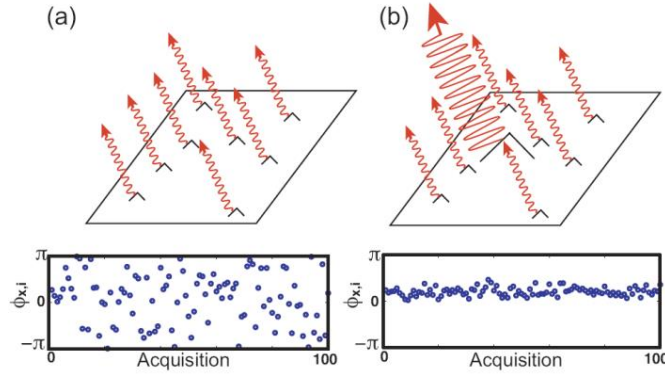 (a)
(b)
π
0
−π
ϕx,i
0
Acquisition
100
π
0
−π
ϕx,i
0
Acquisition
100